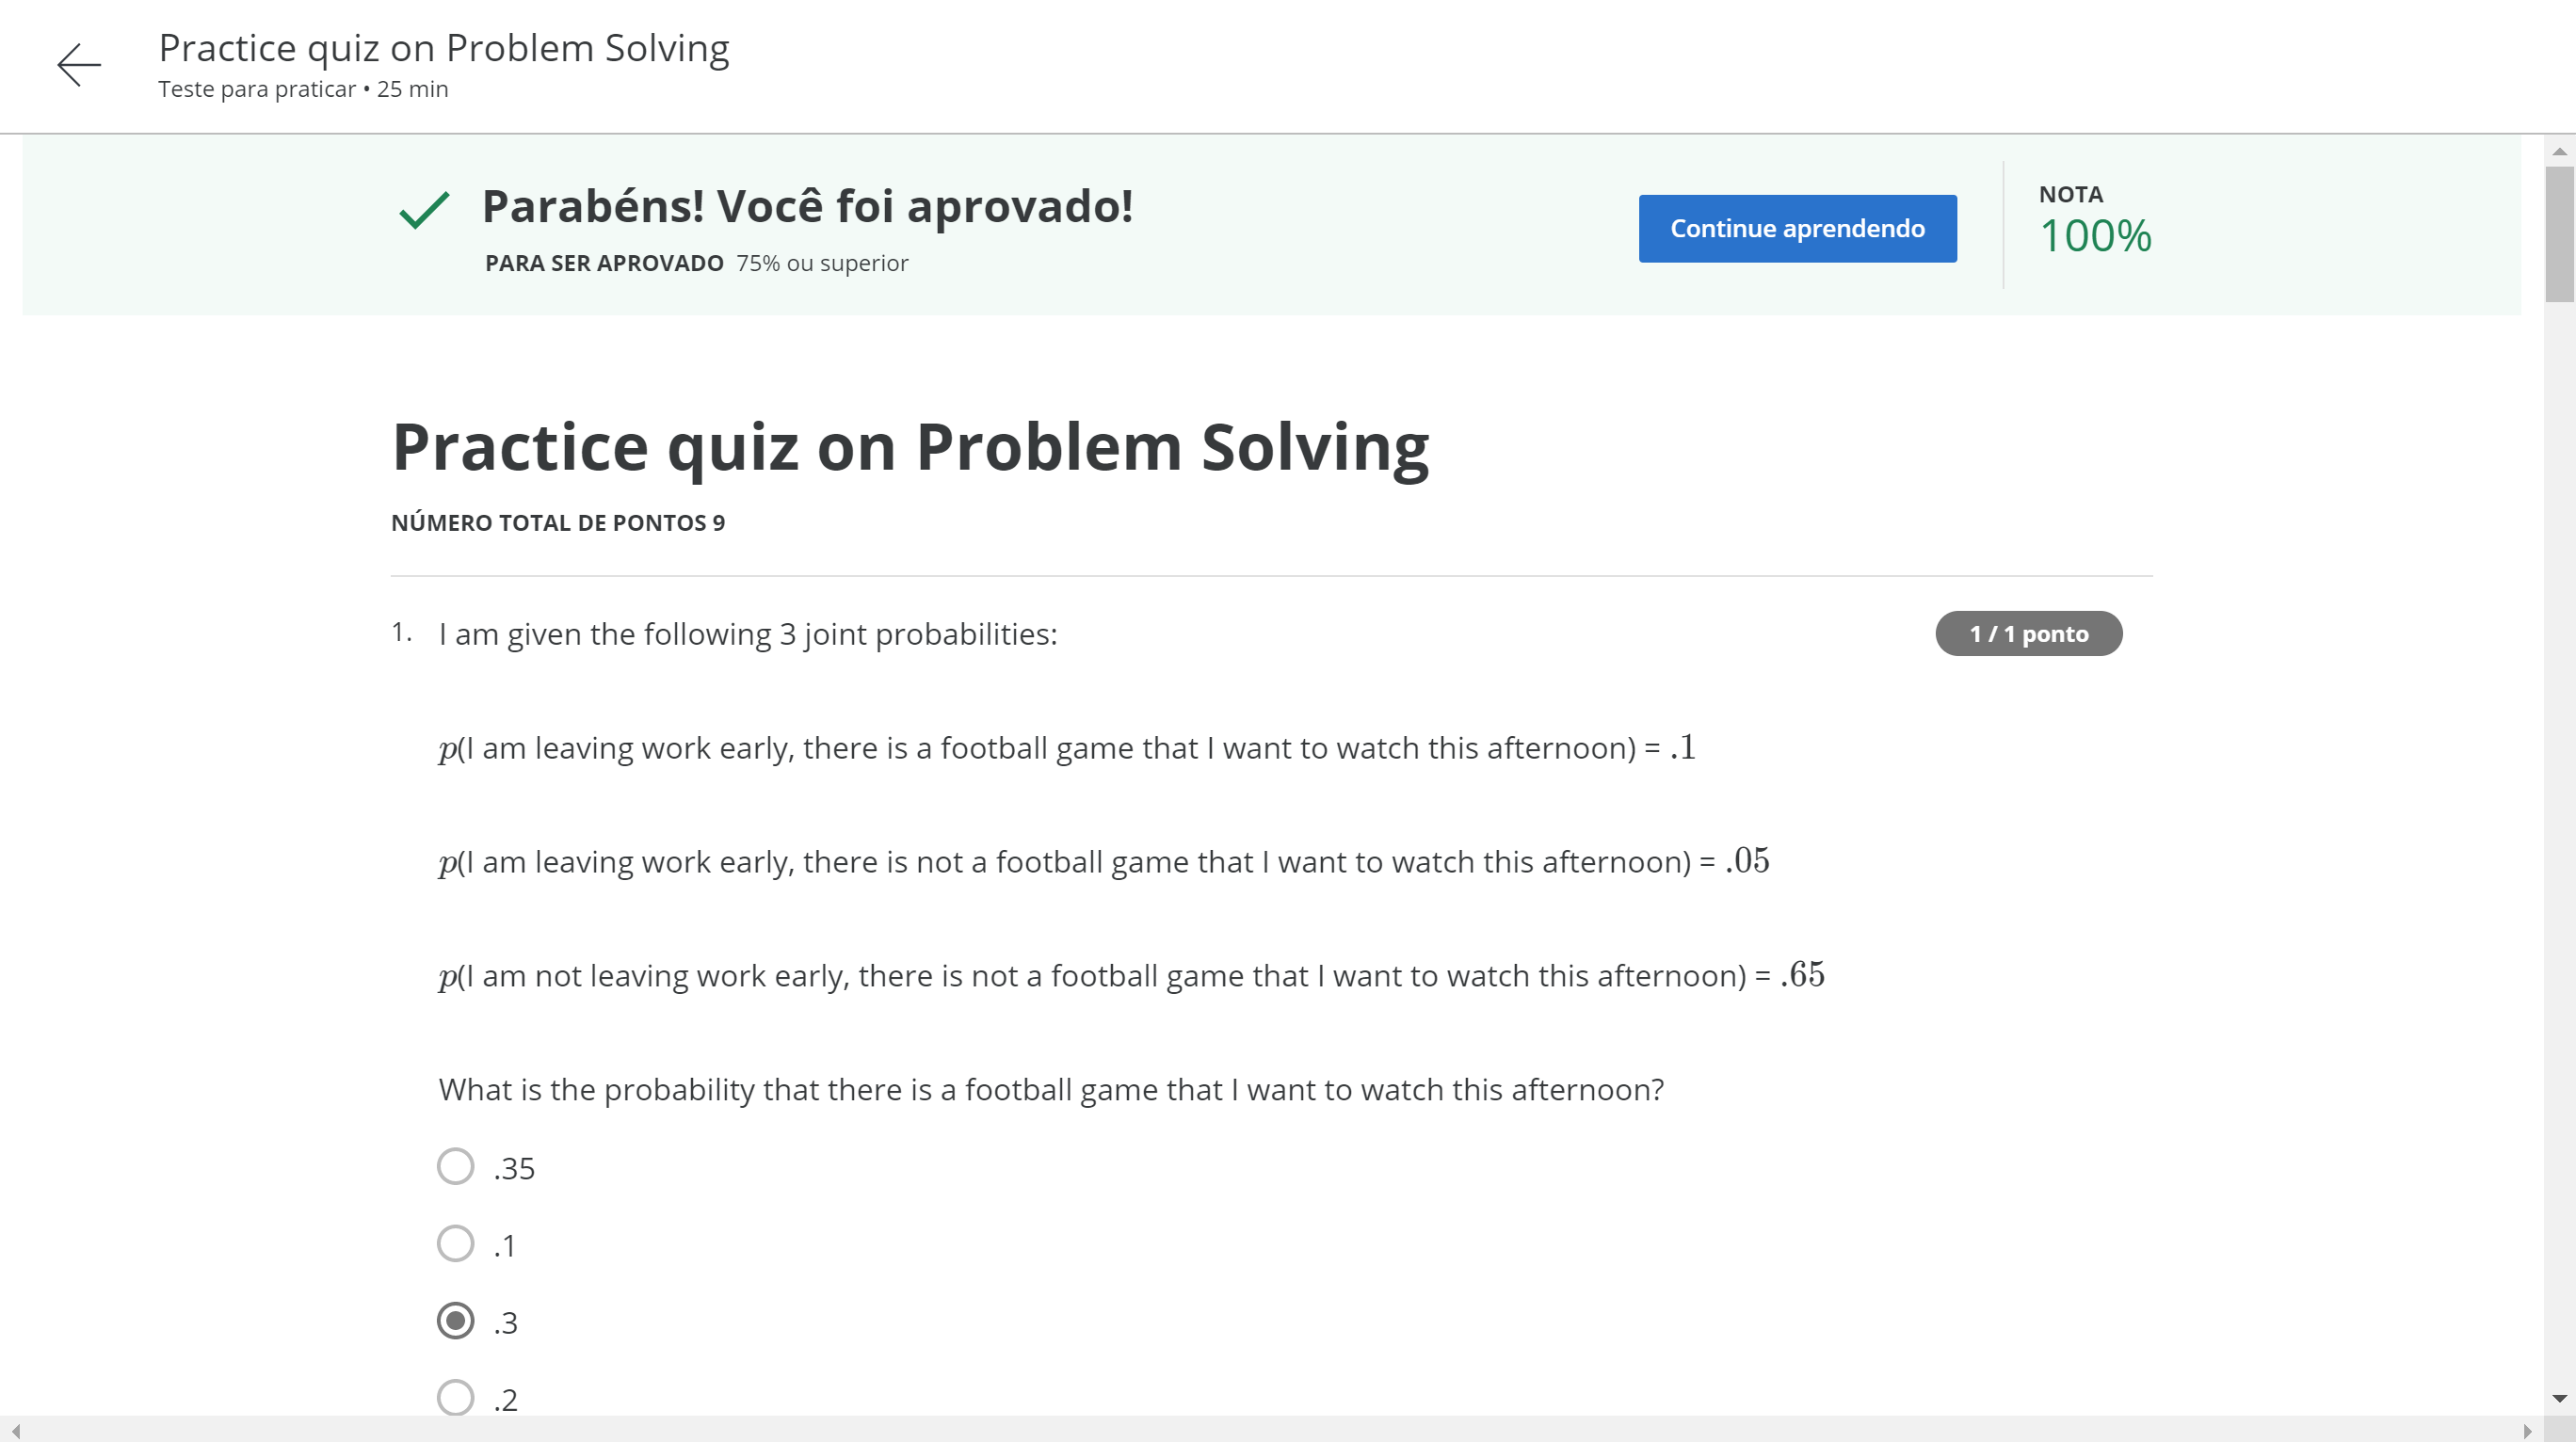 Practice quiz on Problem Solving
Teste para praticar • 25 min
Parabéns! Você foi aprovado!
PARA SER APROVADO 75% ou superior
Continue aprendendo
NOTA
100%
Practice quiz on Problem Solving
NÚMERO TOTAL DE PONTOS 9
1. I am given the following 3 joint probabilities:
1 / 1 ponto
p(I am leaving work early, there is a football game that I want to watch this afternoon) = .1
p(I am leaving work early, there is not a football game that I want to watch this afternoon) = .05
p(I am not leaving work early, there is not a football game that I want to watch this afternoon) = .65
What is the probability that there is a football game that I want to watch this afternoon?
.35
.1
.3
.2